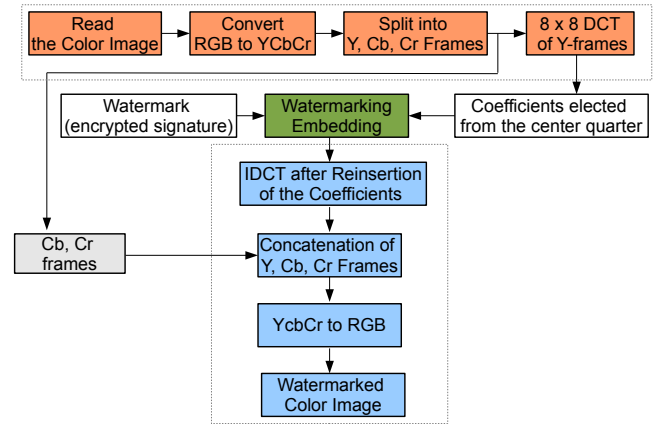 Read
the Color Image
Convert
RGB to YCbCr
Split into
Y, Cb, Cr Frames
8 x 8 DCT
of Y-frames
Watermark
(encrypted signature)
Watermarking
Embedding
Coefficients elected
from the center quarter
IDCT after Reinsertion
of the Coefficients
Cb, Cr
frames
Concatenation of
Y, Cb, Cr Frames
YcbCr to RGB
Watermarked
Color Image